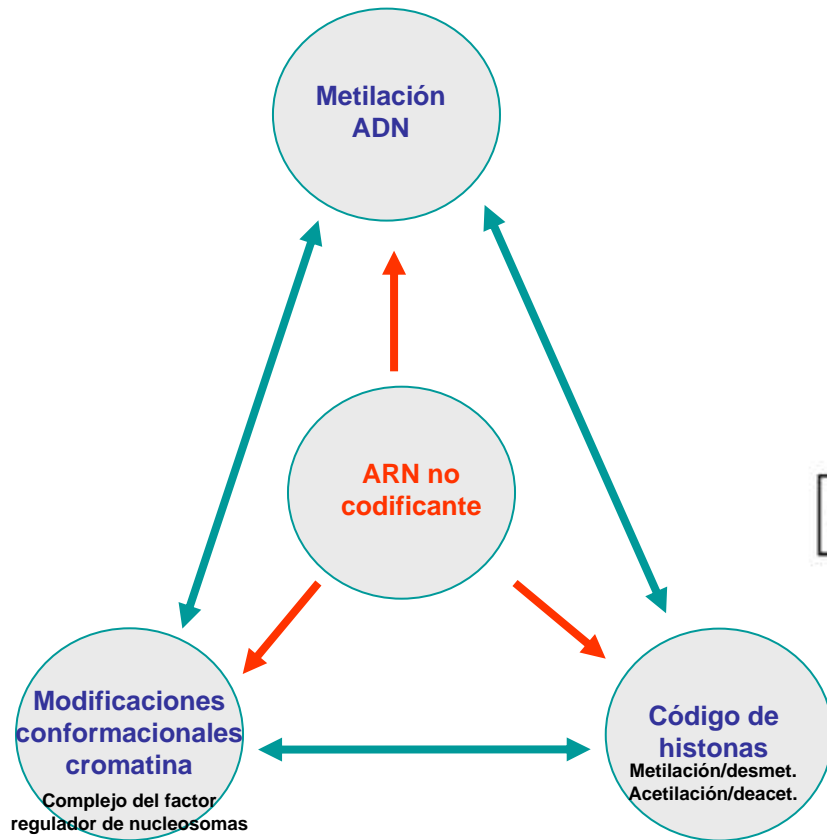 Metilación
ADN
ARN no
codificante
Modificaciones
conformacionales
cromatina
Complejo del factor
regulador de nucleosomas
Código de
histonas
Metilación/desmet.
Acetilación/deacet.